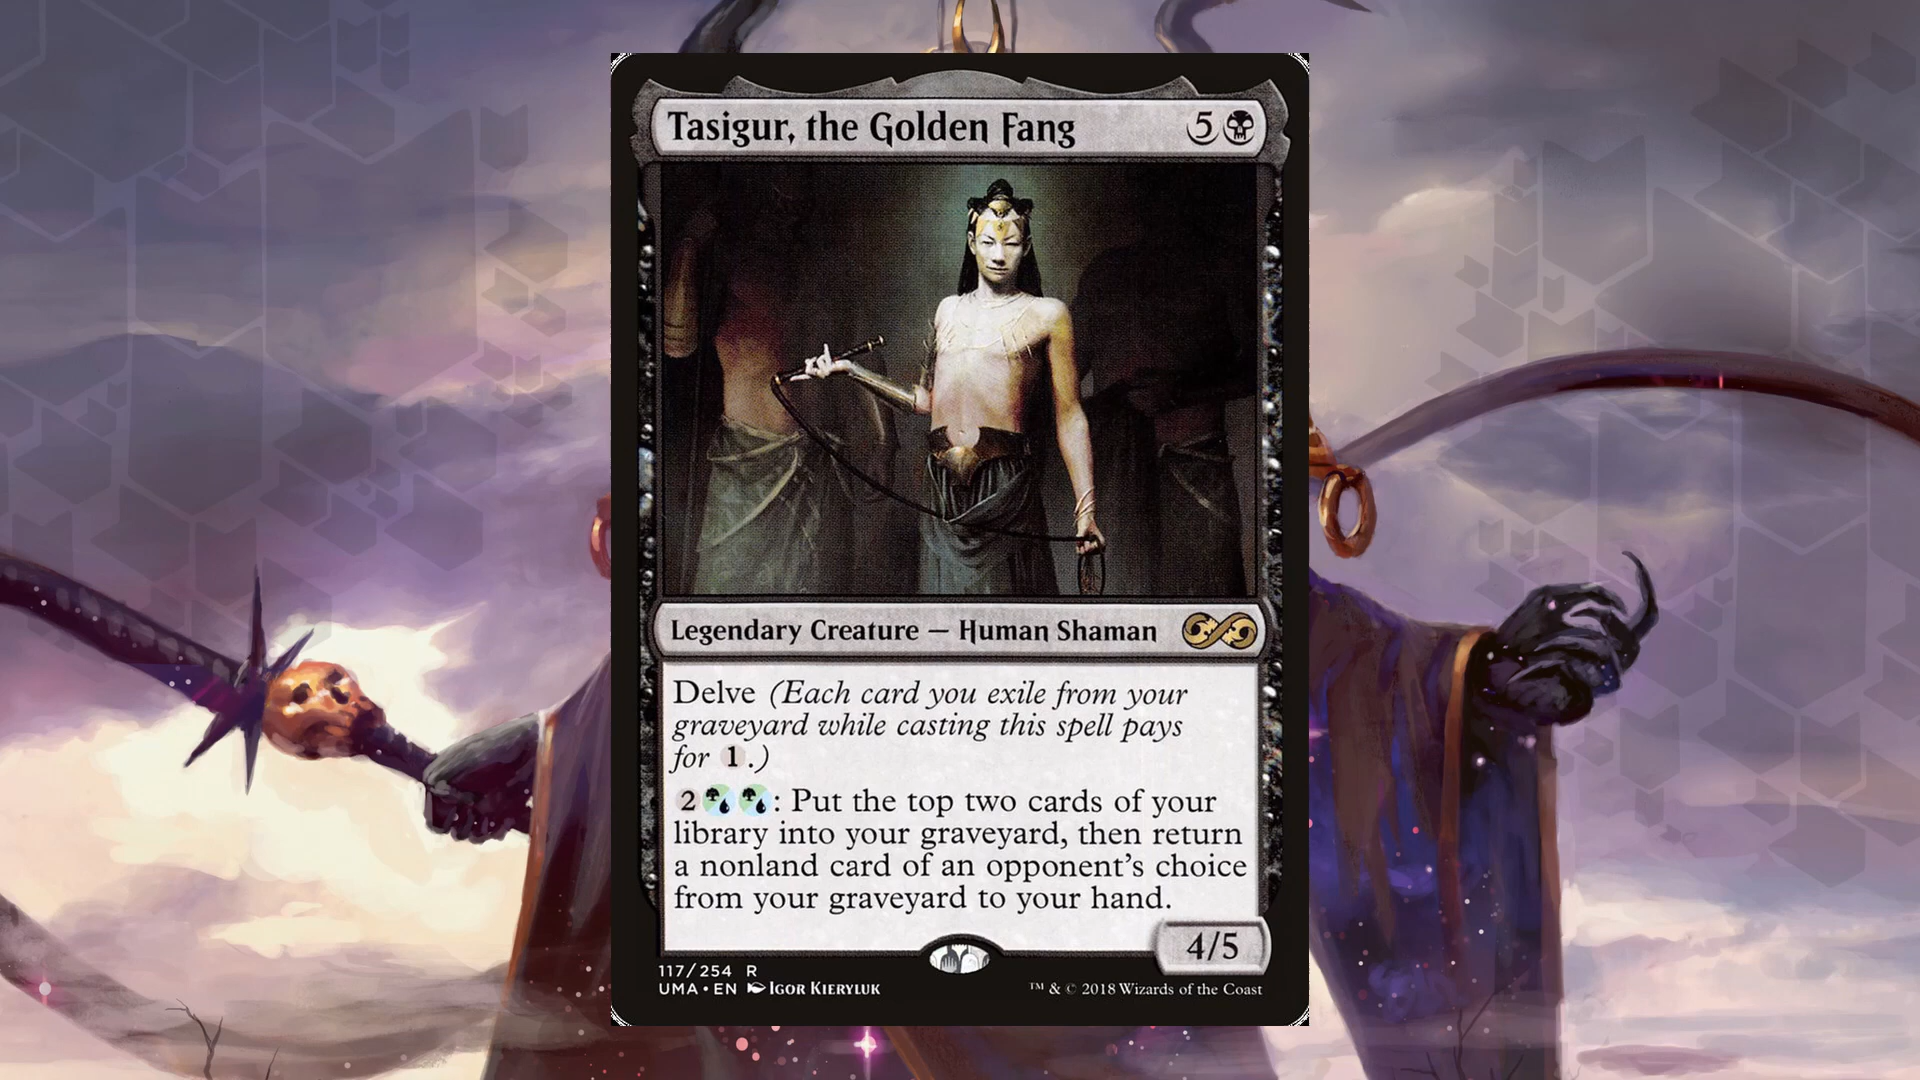 Tasigur, the Golden Fang 5
Legendary Creature — Human Shaman
Delve (Each card you exile from your
graveyard while casting this spell pays
for 1.)
2: Put the top two cards of your
library into your graveyard, then return
a nonland card of an opponent's choice
from your graveyard to your hand.
4/5
117/254 R
UMA • EN Igor Kieryluk
™ & © 2018 Wizards of the Coast